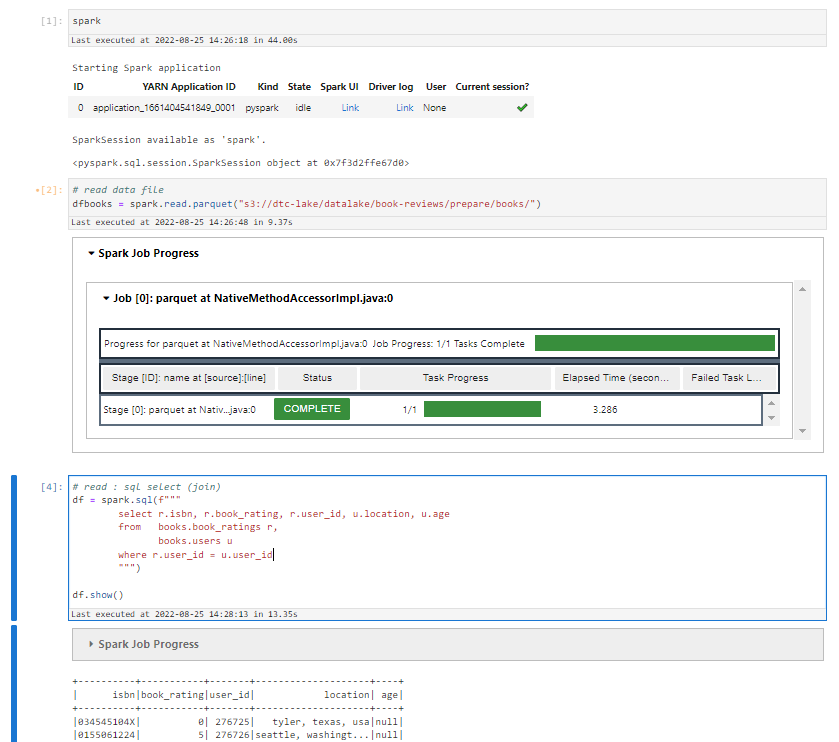 [1]: spark
Last executed at 2022-08-25 14:26:18 in 44.00s
Starting Spark application
ID YARN Application ID Kind State Spark UI Driver log User Current session?
0 application_1661404541849_0001 pyspark idle Link Link None ✔
SparkSession available as 'spark'.
<pyspark.sql.session.SparkSession object at 0x7f3d2ffe67d0>
•[2]: # read data file
dfbooks = spark.read.parquet("s3://dtc-lake/datalake/book-reviews/prepare/books/")
Last executed at 2022-08-25 14:26:48 in 9.37s
Spark Job Progress
Job [0]: parquet at NativeMethodAccessorImpl.java:0
Progress for parquet at NativeMethodAccessorImpl.java:0 Job Progress: 1/1 Tasks Complete
Stage [ID]: name at [source]:[line] Status Task Progress Elapsed Time (secon... Failed Task L...
Stage [0]: parquet at Nativ...java:0 COMPLETE 1/1 3.286
[4]: # read : sql select (join)
df = spark.sql(f"""
select r.isbn, r.book_rating, r.user_id, u.location, u.age
from books.book_ratings r,
books.users u
where r.user_id = u.user_id
""")
df.show()
Last executed at 2022-08-25 14:28:13 in 13.35s
Spark Job Progress
+----------+-----------+-------+--------------------+----+
|      isbn|book_rating|user_id|            location| age|
+----------+-----------+-------+--------------------+----+
|034545104X|          0| 276725|   tyler, texas, usa|null|
|0155061224|          5| 276726|seattle, washingt...|null|